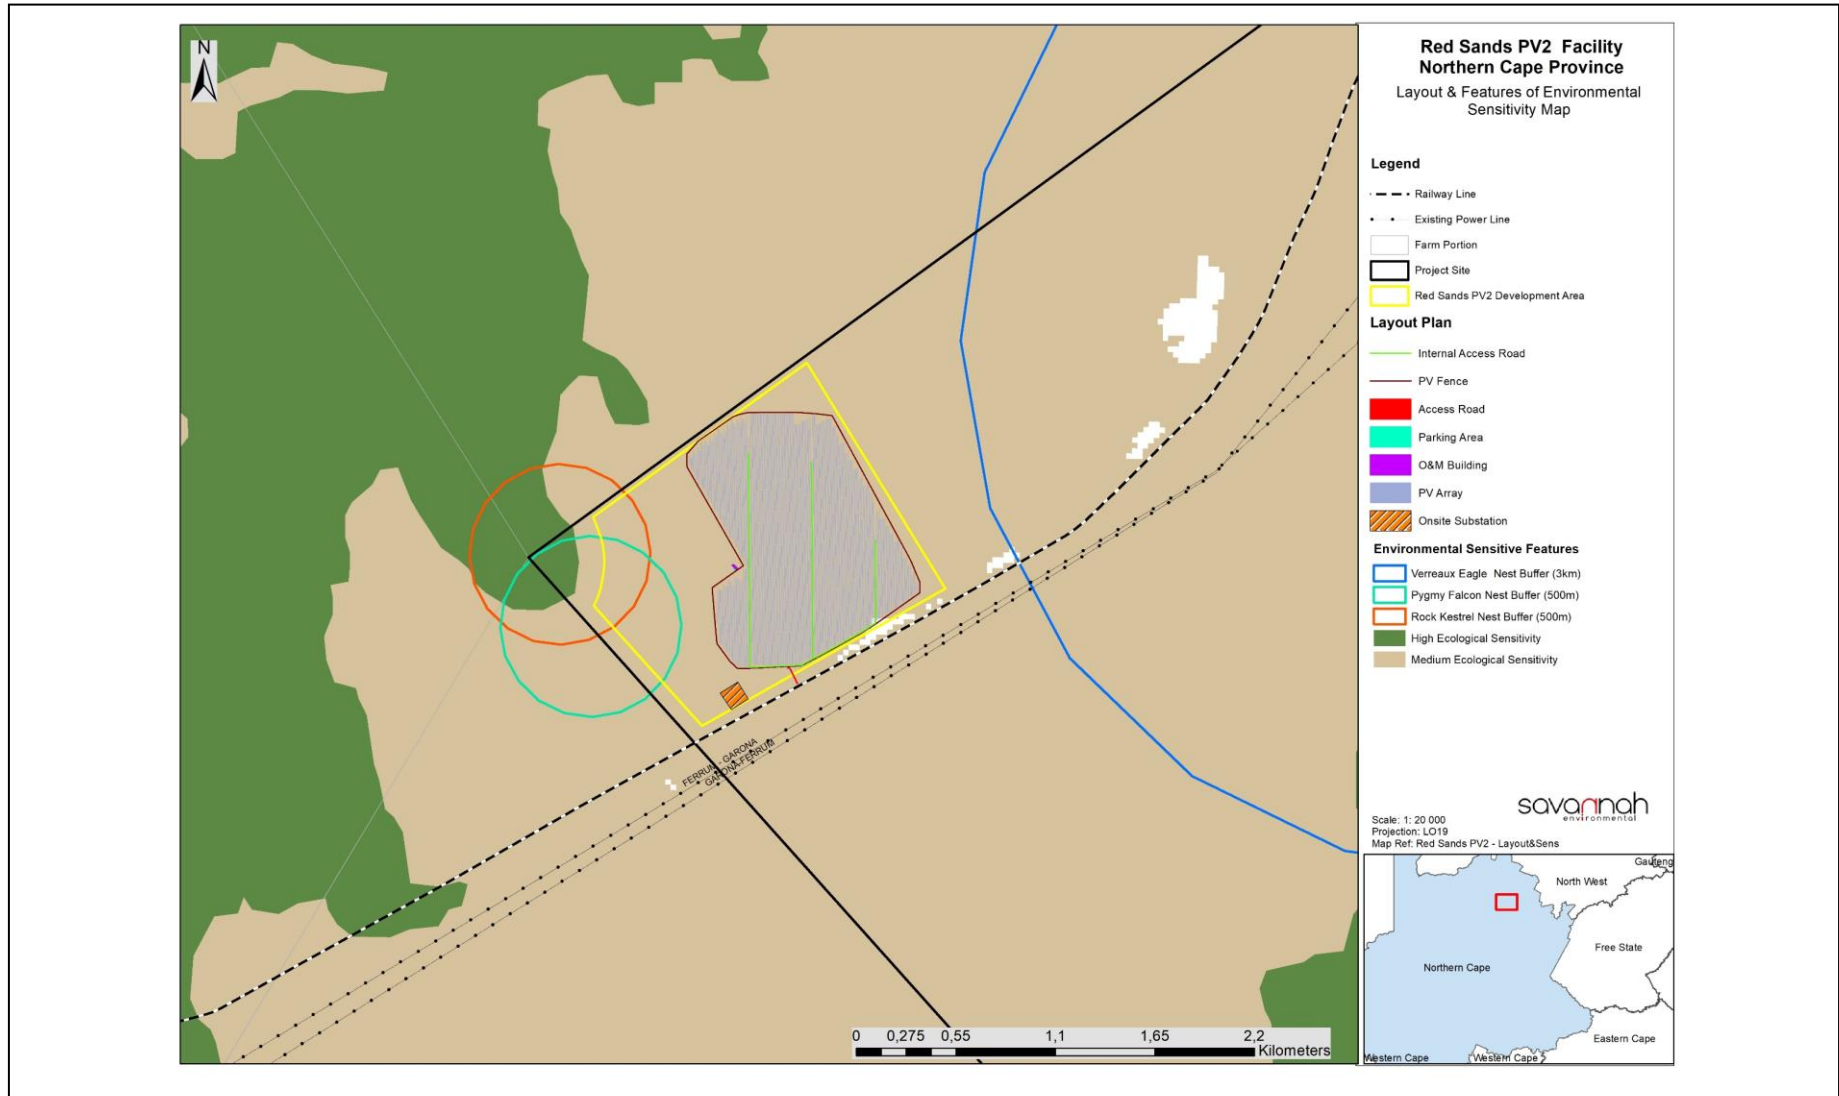 N
FERRUM - GARONA
GARONA-FERRUM
0 0,275 0,55 1,1 1,65 2,2
Kilometers
Red Sands PV2 Facility
Northern Cape Province
Layout & Features of Environmental
Sensitivity Map
Legend
Railway Line
Existing Power Line
Farm Portion
Project Site
Red Sands PV2 Development Area
Layout Plan
Internal Access Road
PV Fence
Access Road
Parking Area
O&M Building
PV Array
Onsite Substation
Environmental Sensitive Features
Verreaux Eagle Nest Buffer (3km)
Pygmy Falcon Nest Buffer (500m)
Rock Kestrel Nest Buffer (500m)
High Ecological Sensitivity
Medium Ecological Sensitivity
savannah
environmental
Scale: 1: 20 000
Projection: LO19
Map Ref: Red Sands PV2 - Layout&Sens
Gauteng
North West
Free State
Northern Cape
Eastern Cape
Western Cape
Western Cape